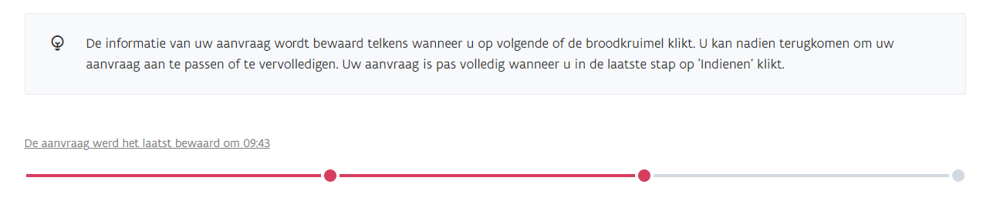 De informatie van uw aanvraag wordt bewaard telkens wanneer u op volgende of de broodkruimel klikt. U kan nadien terugkomen om uw
aanvraag aan te passen of te vervolledigen. Uw aanvraag is pas volledig wanneer u in de laatste stap op 'Indienen' klikt.
De aanvraag werd het laatst bewaard om 09:43